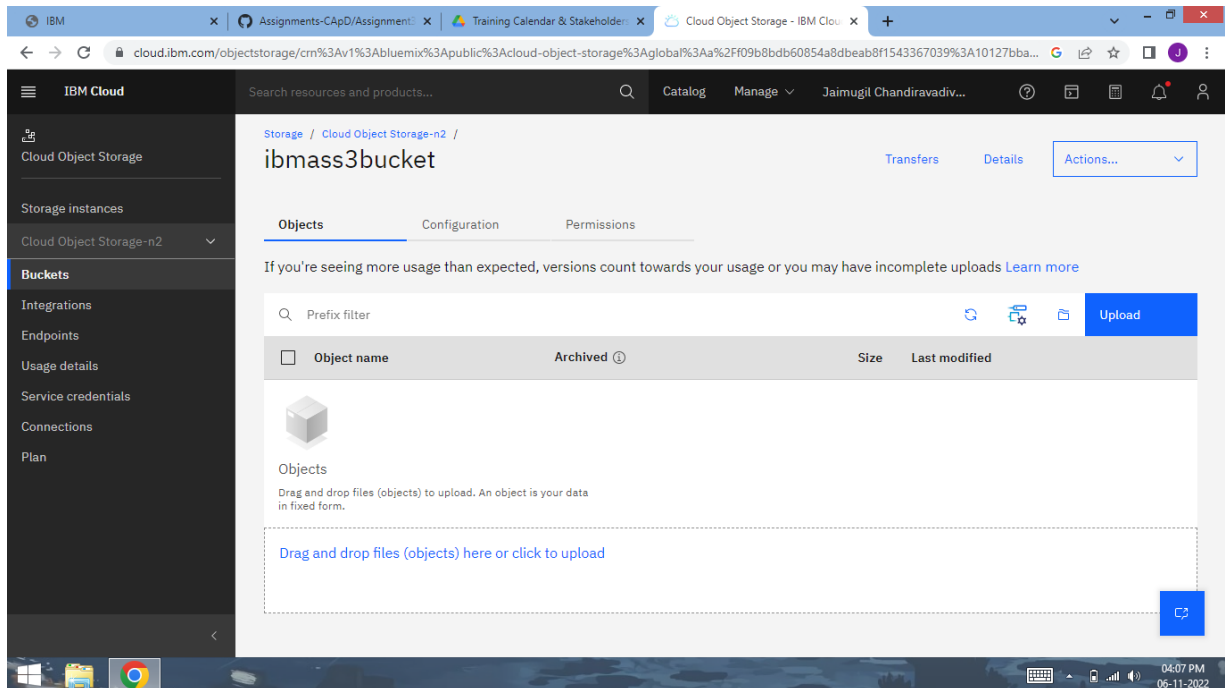 IBM
Assignments-CApD/Assignment3
Training Calendar & Stakeholders
Cloud Object Storage - IBM Clou
cloud.ibm.com/objectstorage/crn%3Av1%3Abluemix%3Apublic%3Acloud-object-storage%3Aglobal%3Aa%2Ff09b8bdb60854a8dbeab8f1543367039%3A10127bba...
J
IBM Cloud
Search resources and products...
Catalog
Manage
Jaimugil Chandiravadiv...
Cloud Object Storage
Storage instances
Cloud Object Storage-n2
Buckets
Integrations
Endpoints
Usage details
Service credentials
Connections
Plan
Storage / Cloud Object Storage-n2 /
ibmass3bucket
Transfers
Details
Actions...
Objects
Configuration
Permissions
If you're seeing more usage than expected, versions count towards your usage or you may have incomplete uploads Learn more
Prefix filter
Upload
Object name
Archived
Size
Last modified
Objects
Drag and drop files (objects) to upload. An object is your data
in fixed form.
Drag and drop files (objects) here or click to upload
04:07 PM
06-11-2022